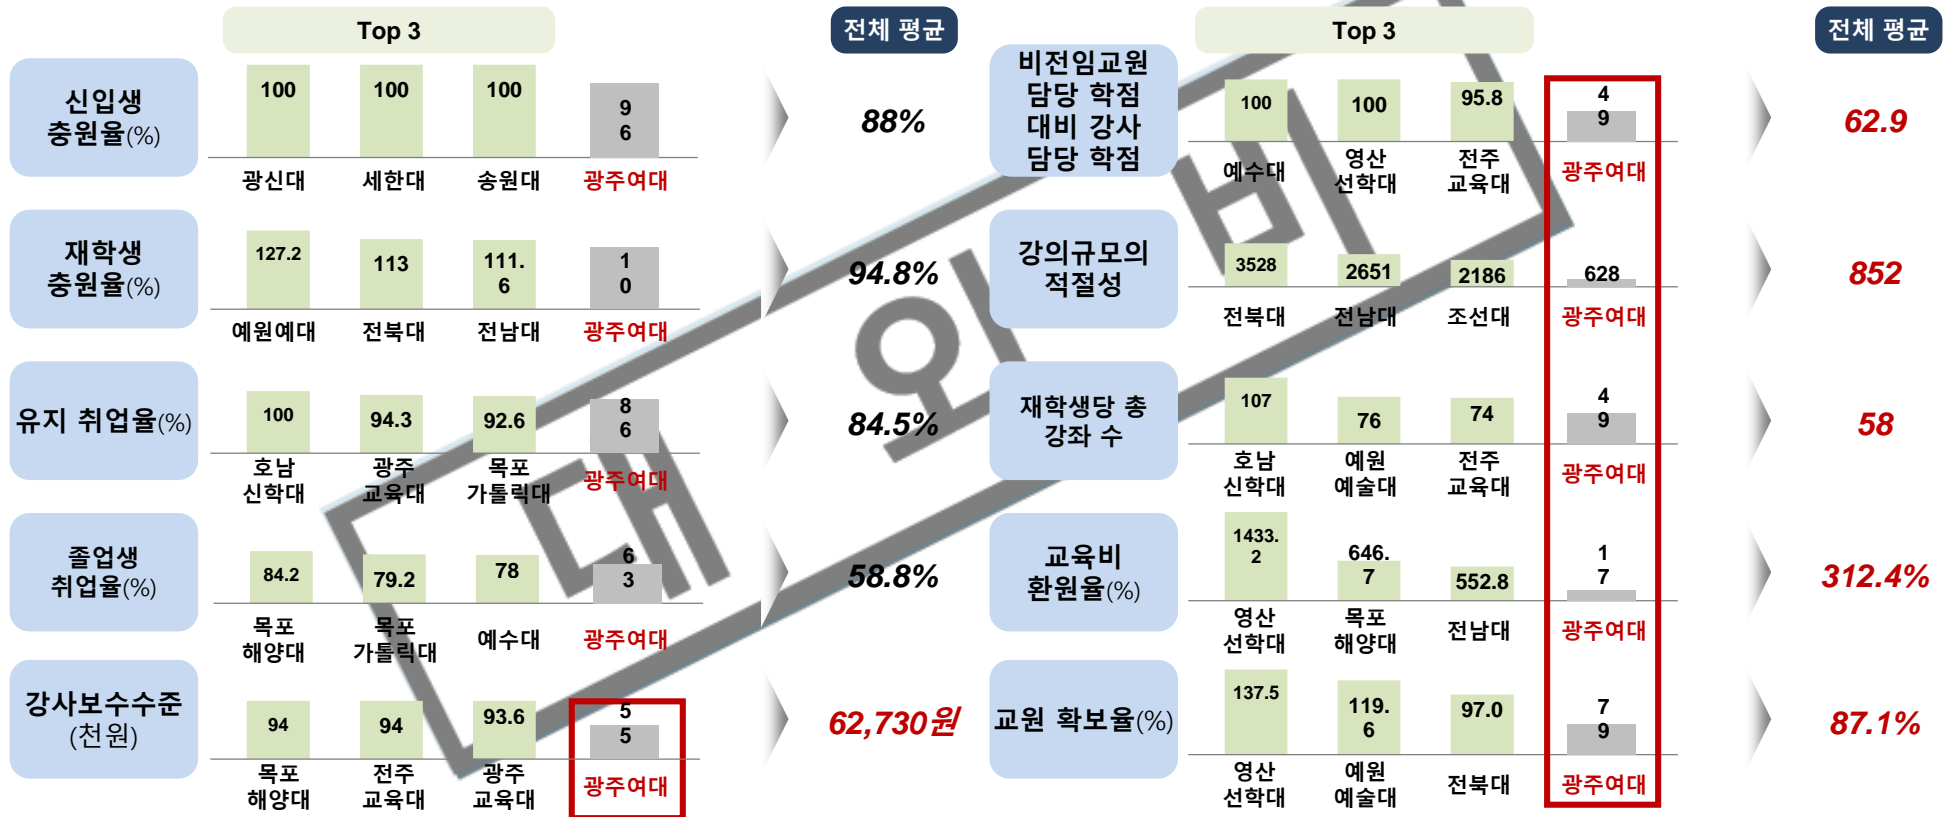 Top 3
전체 평균
신입생
충원율(%)
100
100
100
9
6
광신대
세한대
송원대
광주여대
88%
재학생
충원율(%)
127.2
113
111.
6
1
0
예원예대
전북대
전남대
광주여대
94.8%
유지 취업율(%)
100
94.3
92.6
8
6
호남
신학대
광주
교육대
목포
가톨릭대
광주여대
84.5%
졸업생
취업율(%)
84.2
79.2
78
6
3
목포
해양대
목포
가톨릭대
예수대
광주여대
58.8%
강사보수수준
(천원)
94
94
93.6
5
5
목포
해양대
전주
교육대
광주
교육대
광주여대
62,730원
Top 3
전체 평균
비전임교원
담당 학점
대비 강사
담당 학점
100
100
95.8
4
9
예수대
영산
선학대
전주
교육대
광주여대
62.9
강의규모의
적절성
3528
2651
2186
628
전북대
전남대
조선대
광주여대
852
재학생당 총
강좌 수
107
76
74
4
9
호남
신학대
예원
예술대
전주
교육대
광주여대
58
교육비
환원율(%)
1433.
2
646.
7
552.8
1
7
영산
선학대
목포
해양대
전남대
광주여대
312.4%
교원 확보율(%)
137.5
119.
6
97.0
7
9
영산
선학대
예원
예술대
전북대
광주여대
87.1%
대외비